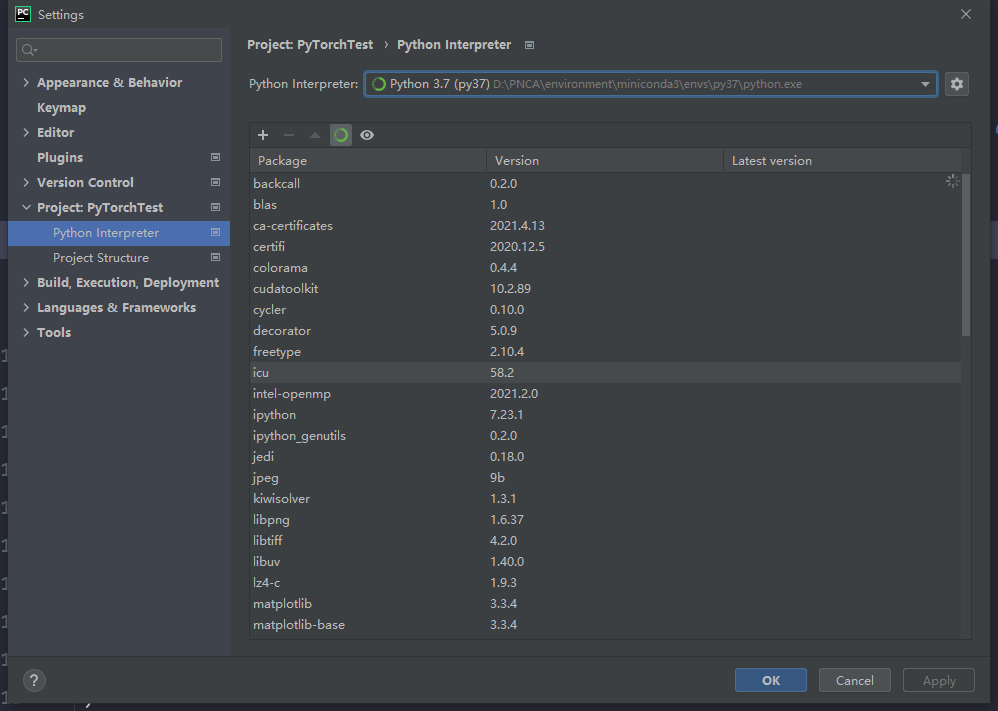 PC Settings
Project: PyTorchTest › Python Interpreter
Appearance & Behavior
Keymap
Editor
Plugins
Version Control
Project: PyTorchTest
Python Interpreter
Project Structure
Build, Execution, Deployment
Languages & Frameworks
Tools
Python Interpreter: Python 3.7 (py37) D:\PNCA\environment\miniconda3\envs\py37\python.exe
Package Version Latest version
backcall 0.2.0
blas 1.0
ca-certificates 2021.4.13
certifi 2020.12.5
colorama 0.4.4
cudatoolkit 10.2.89
cycler 0.10.0
decorator 5.0.9
freetype 2.10.4
icu 58.2
intel-openmp 2021.2.0
ipython 7.23.1
ipython_genutils 0.2.0
jedi 0.18.0
jpeg 9b
kiwisolver 1.3.1
libpng 1.6.37
libtiff 4.2.0
libuv 1.40.0
lz4-c 1.9.3
matplotlib 3.3.4
matplotlib-base 3.3.4
? OK Cancel Apply